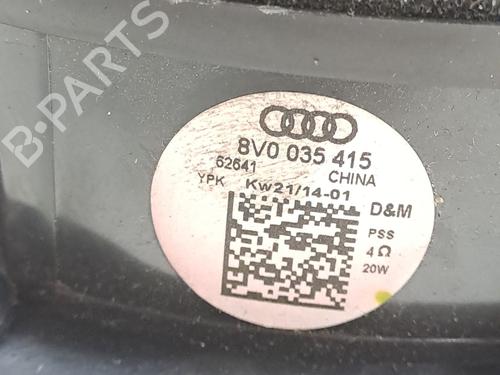 B-PARTS
8V0 035 415
62641 CHINA
YPK Kw21/14-01 D&M
PSS
4Ω
20W